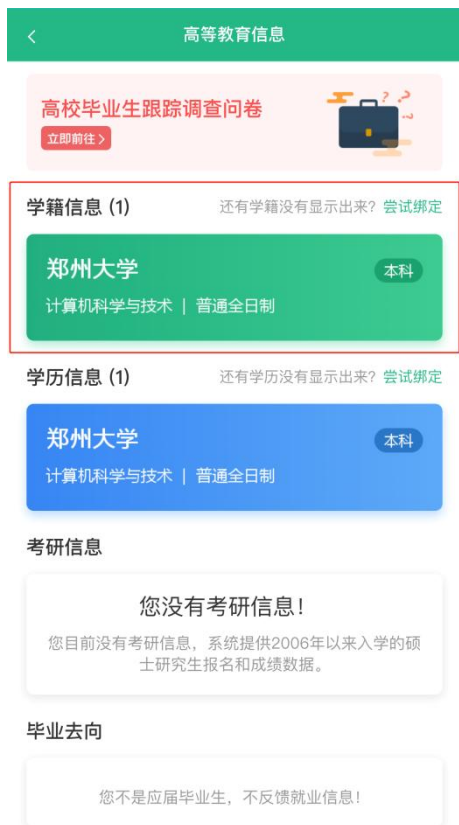 高等教育信息
高校毕业生跟踪调查问卷
立即前往>
学籍信息 (1) 还有学籍没有显示出来? 尝试绑定
郑州大学 本科
计算机科学与技术 | 普通全日制
学历信息 (1) 还有学历没有显示出来? 尝试绑定
郑州大学 本科
计算机科学与技术 | 普通全日制
考研信息
您没有考研信息!
您目前没有考研信息, 系统提供2006年以来入学的硕
士研究生报名和成绩数据。
毕业去向
您不是应届毕业生, 不反馈就业信息!